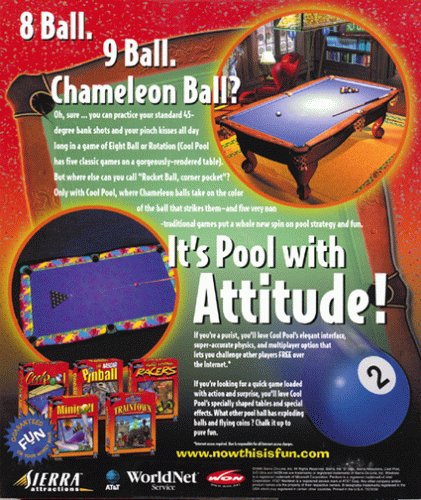 8 Ball.
9 Ball.
Chameleon Ball?
Oh, sure ... you can practice your standard 45-
degree bank shots and your pinch kisses all day
long in a game of Eight Ball or Rotation (Cool Pool
has five classic games on a gorgeously-rendered table).
But where else can you call "Rocket Ball, corner pocket"?
Only with Cool Pool, where Chameleon balls take on the color
of the ball that strikes them–and five very non
-traditional games put a whole new spin on pool strategy and fun.
It's Pool with
Attitude!
If you're a purist, you'll love Cool Pool's elegant interface,
super-accurate physics, and multiplayer option that
lets you challenge other players FREE over
the Internet.*
If you're looking for a quick game loaded
with action and surprise, you'll love Cool
Pool's specially shaped tables and special
effects. What other pool hall has exploding
balls and flying coins? Chalk it up to
pure fun.
2
Pinball
RACERS
TRAINTOWN
GUARANTEED
FUN
www.nowthisisfun.com
SIERRA
attractions
AT&T
WorldNet
Service
WON